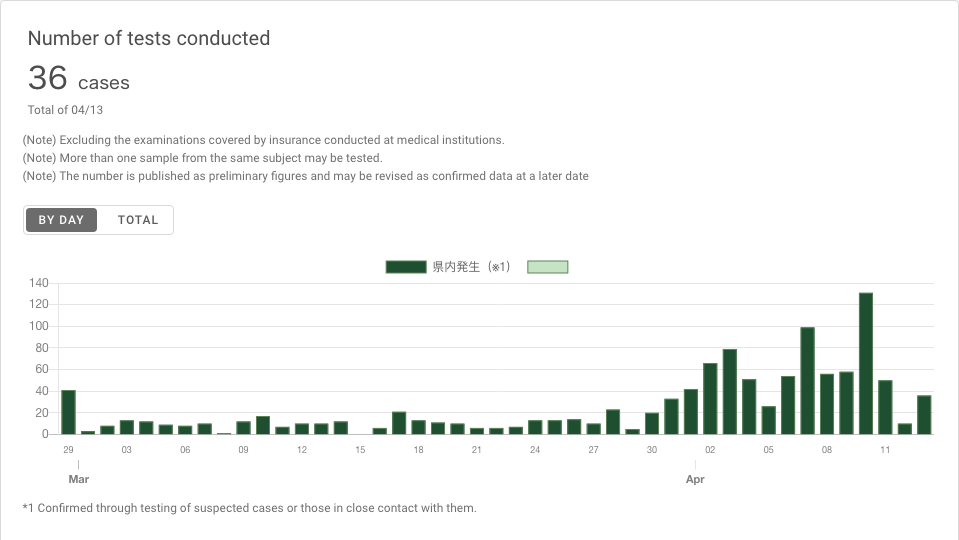 Number of tests conducted
36 cases
Total of 04/13
(Note) Excluding the examinations covered by insurance conducted at medical institutions.
(Note) More than one sample from the same subject may be tested.
(Note) The number is published as preliminary figures and may be revised as confirmed data at a later date
BY DAY TOTAL
県内発生（※1）
140
120
100
80
60
40
20
0
29 03 06 09 12 15 18 21 24 27 30 02 05 08 11
Mar Apr
*1 Confirmed through testing of suspected cases or those in close contact with them.